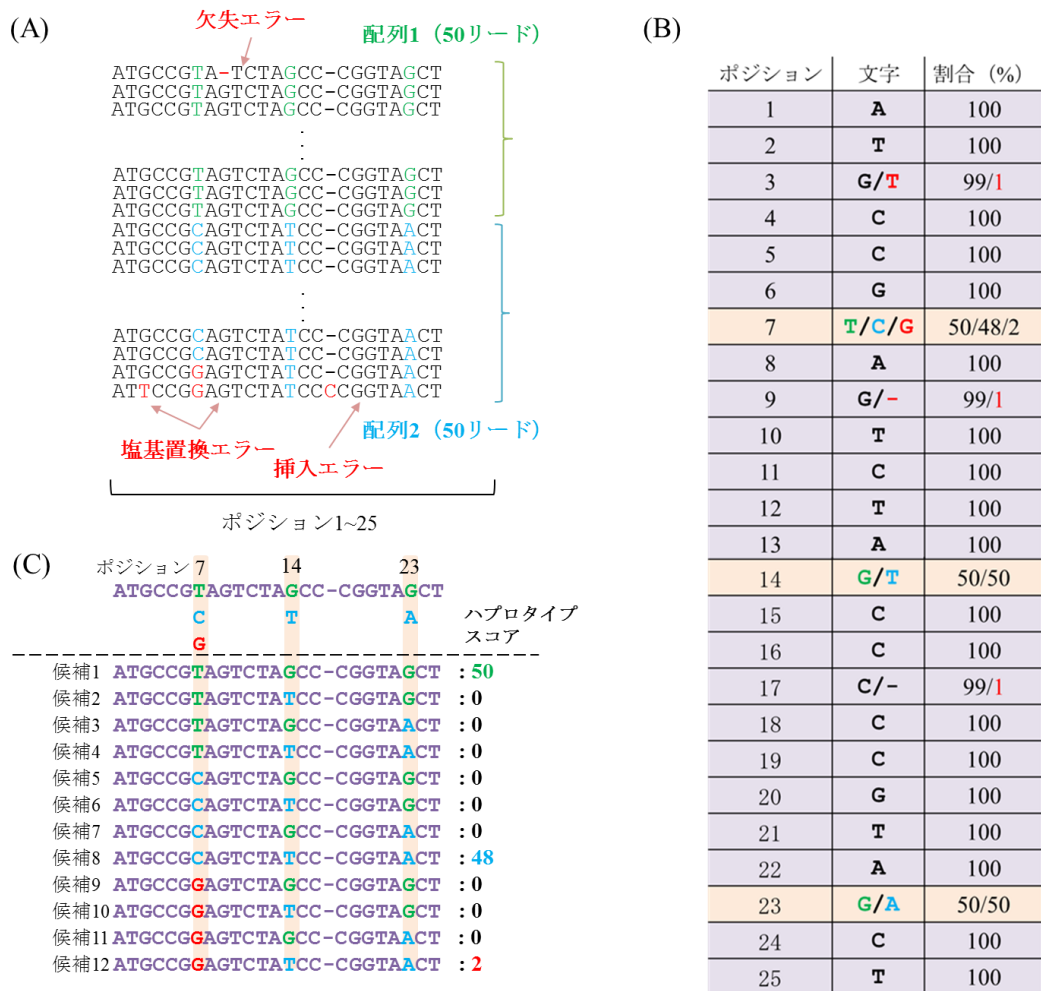 (A)
欠失エラー
配列1（50リード）
ATGCCGTA-TCTAGCC-CGGTAGCT
ATGCCGTAGTCTAGCC-CGGTAGCT
ATGCCGTAGTCTAGCC-CGGTAGCT
ATGCCGTAGTCTAGCC-CGGTAGCT
ATGCCGTAGTCTAGCC-CGGTAGCT
ATGCCGTAGTCTAGCC-CGGTAGCT
ATGCCGCAGTCTATCC-CGGTAACT
ATGCCGCAGTCTATCC-CGGTAACT
ATGCCGCAGTCTATCC-CGGTAACT
ATGCCGCAGTCTATCC-CGGTAACT
ATGCCGCAGTCTATCC-CGGTAACT
ATGCCGGAGTCTATCC-CGGTAACT
ATTCCGGAGTCTATCCCCGGTAACT
配列2（50リード）
塩基置換エラー
挿入エラー
ポジション1~25
(B)
ポジション 文字 割合（%）
1 A 100
2 T 100
3 G/T 99/1
4 C 100
5 C 100
6 G 100
7 T/C/G 50/48/2
8 A 100
9 G/- 99/1
10 T 100
11 C 100
12 T 100
13 A 100
14 G/T 50/50
15 C 100
16 C 100
17 C/- 99/1
18 C 100
19 C 100
20 G 100
21 T 100
22 A 100
23 G/A 50/50
24 C 100
25 T 100
(C)
ポジション 7 14 23
ATGCCGTAGTCTAGCC-CGGTAGCT
C T A
G
ハプロタイプ
スコア
候補1 ATGCCGTAGTCTAGCC-CGGTAGCT : 50
候補2 ATGCCGTAGTCTATCC-CGGTAGCT : 0
候補3 ATGCCGTAGTCTAGCC-CGGTAACT : 0
候補4 ATGCCGTAGTCTATCC-CGGTAACT : 0
候補5 ATGCCGCAGTCTAGCC-CGGTAGCT : 0
候補6 ATGCCGCAGTCTATCC-CGGTAGCT : 0
候補7 ATGCCGCAGTCTAGCC-CGGTAACT : 0
候補8 ATGCCGCAGTCTATCC-CGGTAACT : 48
候補9 ATGCCGGAGTCTAGCC-CGGTAGCT : 0
候補10 ATGCCGGAGTCTATCC-CGGTAGCT : 0
候補11 ATGCCGGAGTCTAGCC-CGGTAACT : 0
候補12 ATGCCGGAGTCTATCC-CGGTAACT : 2